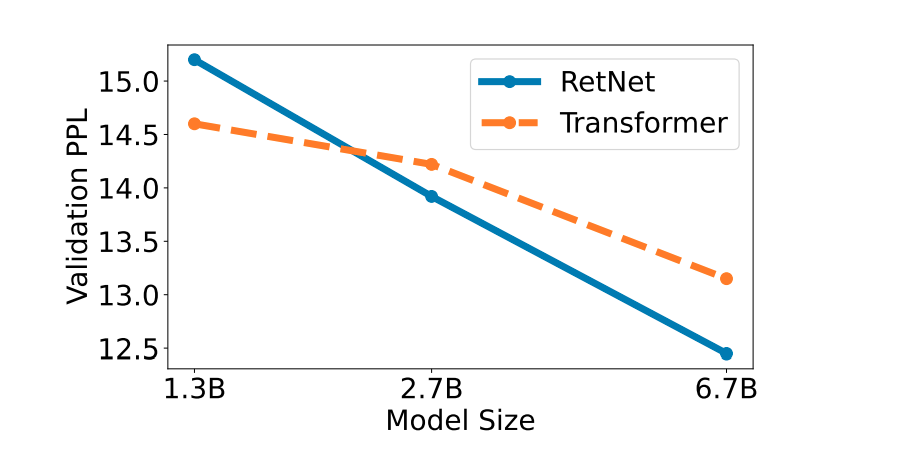 RetNet
Transformer
Validation PPL
15.0
14.5
14.0
13.5
13.0
12.5
1.3B 2.7B 6.7B
Model Size